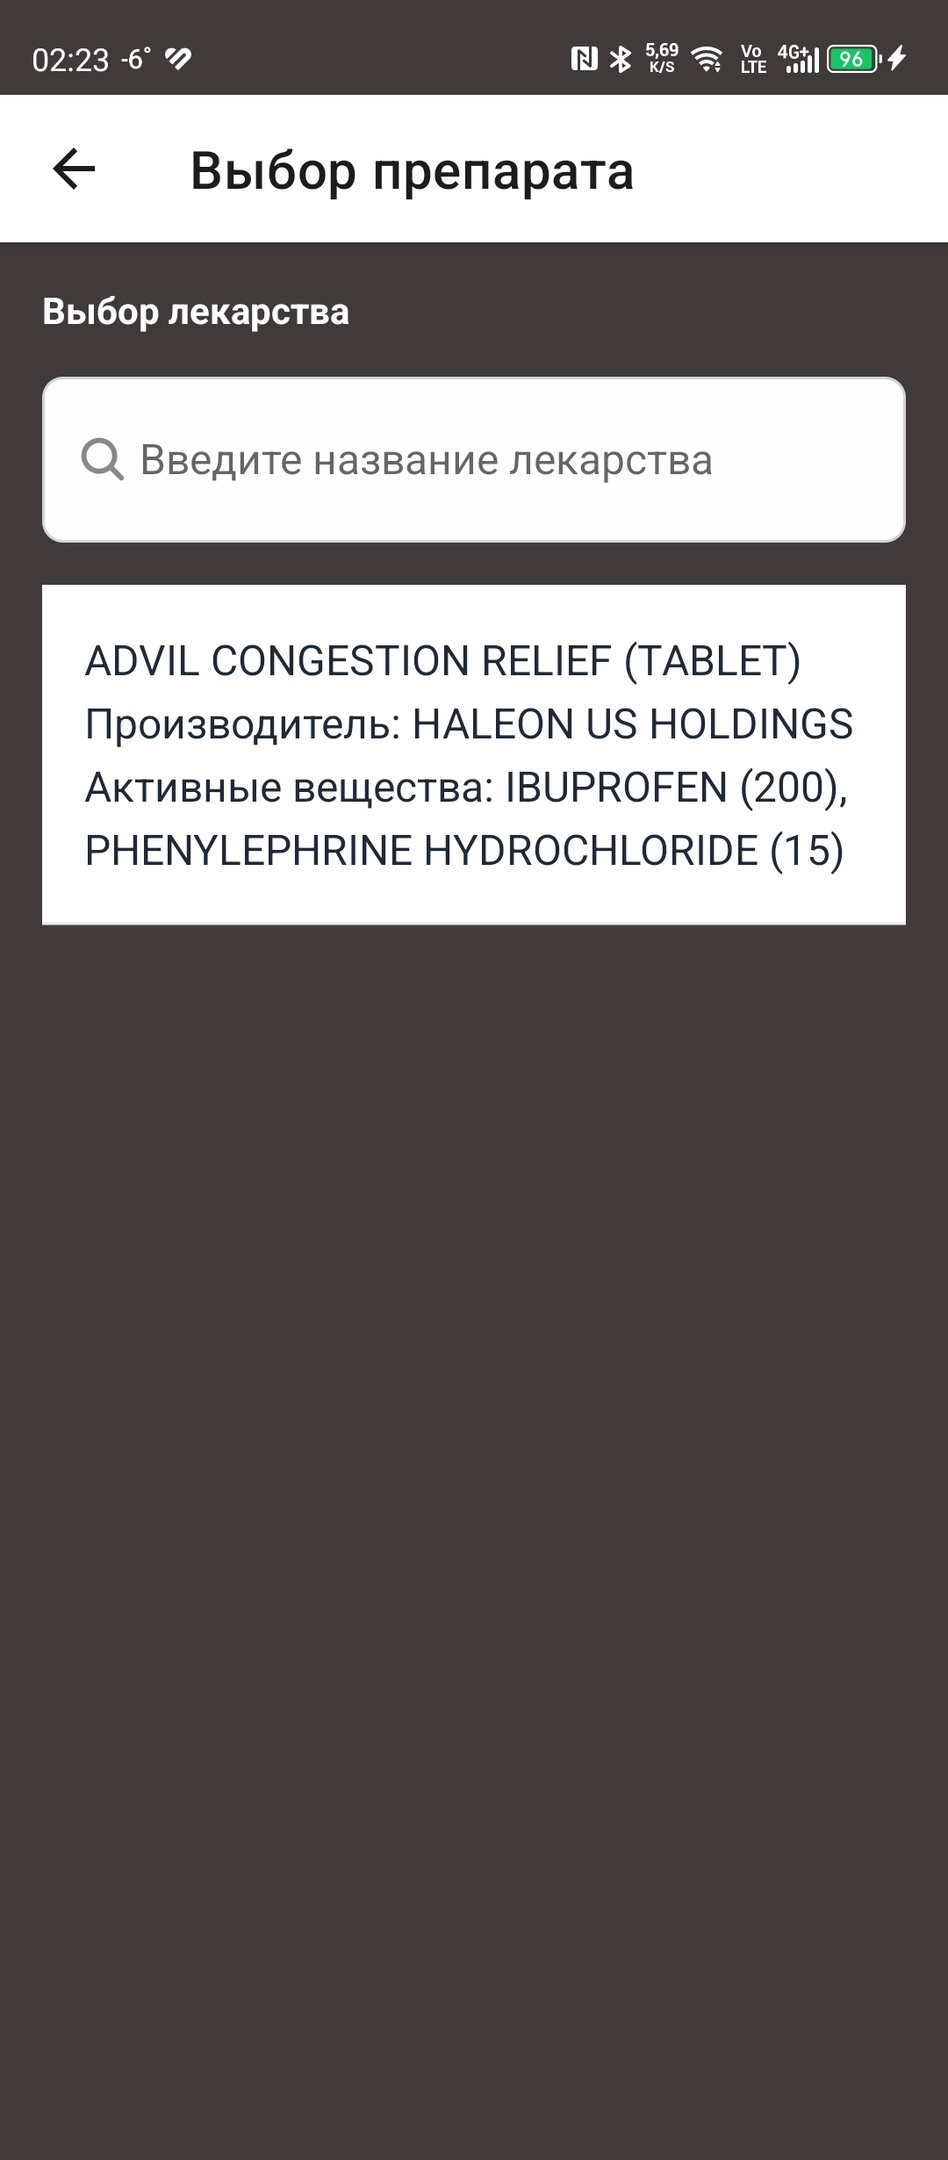 02:23 -6° 5,69 K/S Vo LTE 4G+ 96
Выбор препарата
Выбор лекарства
Введите название лекарства
ADVIL CONGESTION RELIEF (TABLET)
Производитель: HALEON US HOLDINGS
Активные вещества: IBUPROFEN (200),
PHENYLEPHRINE HYDROCHLORIDE (15)